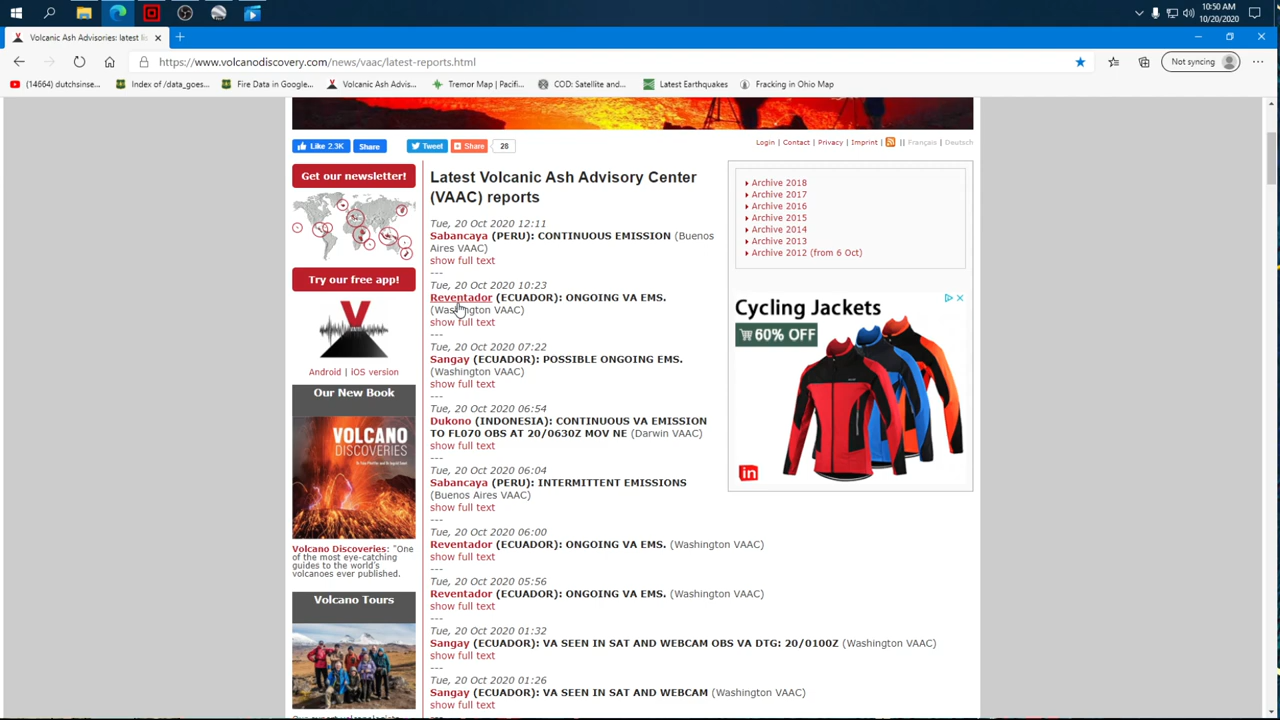 10:50 AM
10/20/2020
Volcanic Ash Advisories: latest li
https://www.volcanodiscovery.com/news/vaac/latest-reports.html
Not syncing
(14664) dutchsinse...
Index of /data_goes...
Fire Data in Google...
Volcanic Ash Advis...
Tremor Map | Pacifi...
COD: Satellite and...
Latest Earthquakes
Fracking in Ohio Map
Like 2.3K
Share
Tweet
Share
28
Login | Contact | Privacy | Imprint | || Français | Deutsch
Get our newsletter!
Try our free app!
Android | iOS version
Our New Book
VOLCANO
DISCOVERIES
Volcano Discoveries: "One
of the most eye-catching
guides to the world's
volcanoes ever published.
Volcano Tours
Latest Volcanic Ash Advisory Center
(VAAC) reports
Tue, 20 Oct 2020 12:11
Sabancaya (PERU): CONTINUOUS EMISSION (Buenos
Aires VAAC)
show full text
---
Tue, 20 Oct 2020 10:23
Reventador (ECUADOR): ONGOING VA EMS.
(Washington VAAC)
show full text
---
Tue, 20 Oct 2020 07:22
Sangay (ECUADOR): POSSIBLE ONGOING EMS.
(Washington VAAC)
show full text
---
Tue, 20 Oct 2020 06:54
Dukono (INDONESIA): CONTINUOUS VA EMISSION
TO FL070 OBS AT 20/0630Z MOV NE (Darwin VAAC)
show full text
---
Tue, 20 Oct 2020 06:04
Sabancaya (PERU): INTERMITTENT EMISSIONS
(Buenos Aires VAAC)
show full text
---
Tue, 20 Oct 2020 06:00
Reventador (ECUADOR): ONGOING VA EMS. (Washington VAAC)
show full text
---
Tue, 20 Oct 2020 05:56
Reventador (ECUADOR): ONGOING VA EMS. (Washington VAAC)
show full text
---
Tue, 20 Oct 2020 01:32
Sangay (ECUADOR): VA SEEN IN SAT AND WEBCAM OBS VA DTG: 20/0100Z (Washington VAAC)
show full text
---
Tue, 20 Oct 2020 01:26
Sangay (ECUADOR): VA SEEN IN SAT AND WEBCAM (Washington VAAC)
show full text
---
Archive 2018
Archive 2017
Archive 2016
Archive 2015
Archive 2014
Archive 2013
Archive 2012 (from 6 Oct)
Cycling Jackets
60% OFF
in